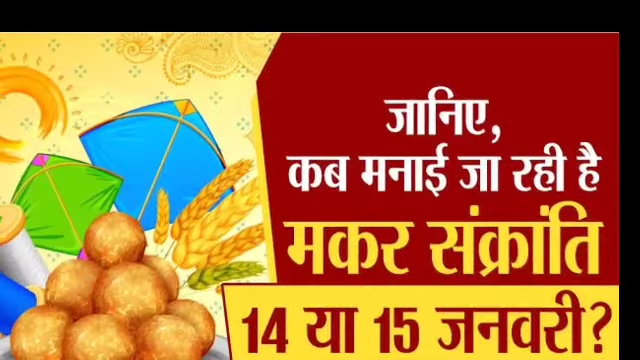 जानिए,
कब मनाई जा रही है
मकर संक्रांति
14 या 15 जनवरी?